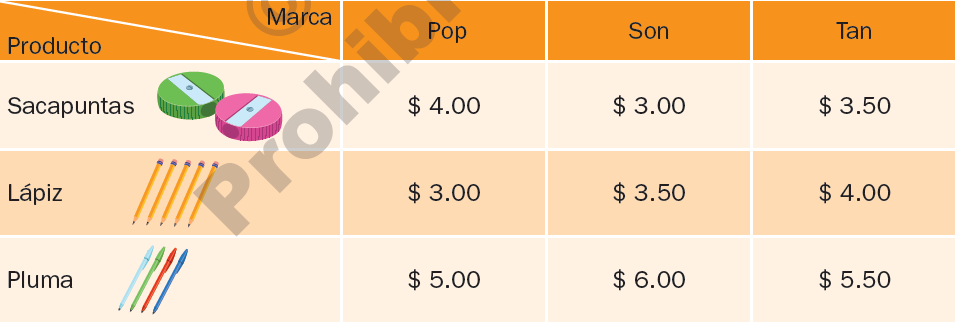 Marca
Producto
Pop Son Tan
Sacapuntas $ 4.00 $ 3.00 $ 3.50
Lápiz $ 3.00 $ 3.50 $ 4.00
Pluma $ 5.00 $ 6.00 $ 5.50
© Prohib